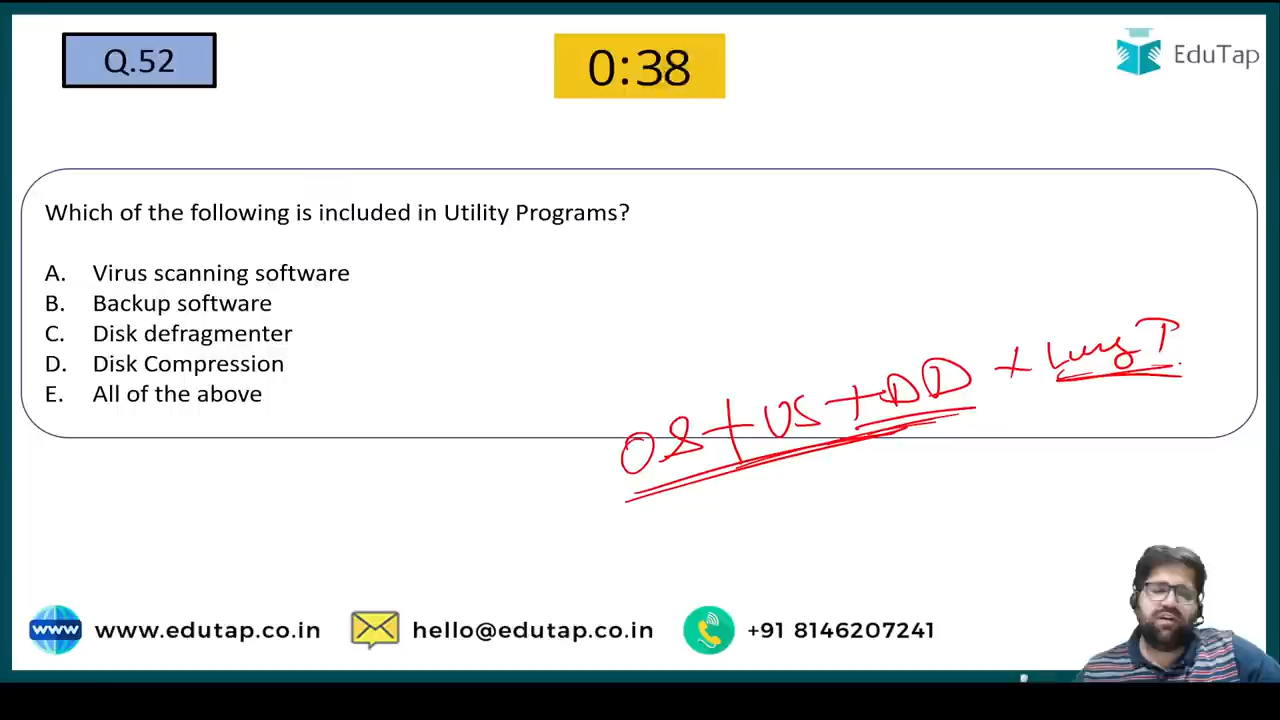 Q.52
0:38
EduTap
Which of the following is included in Utility Programs?
A. Virus scanning software
B. Backup software
C. Disk defragmenter
D. Disk Compression
E. All of the above
OS + US + DD + Lang T
www
www.edutap.co.in
hello@edutap.co.in
+91 8146207241